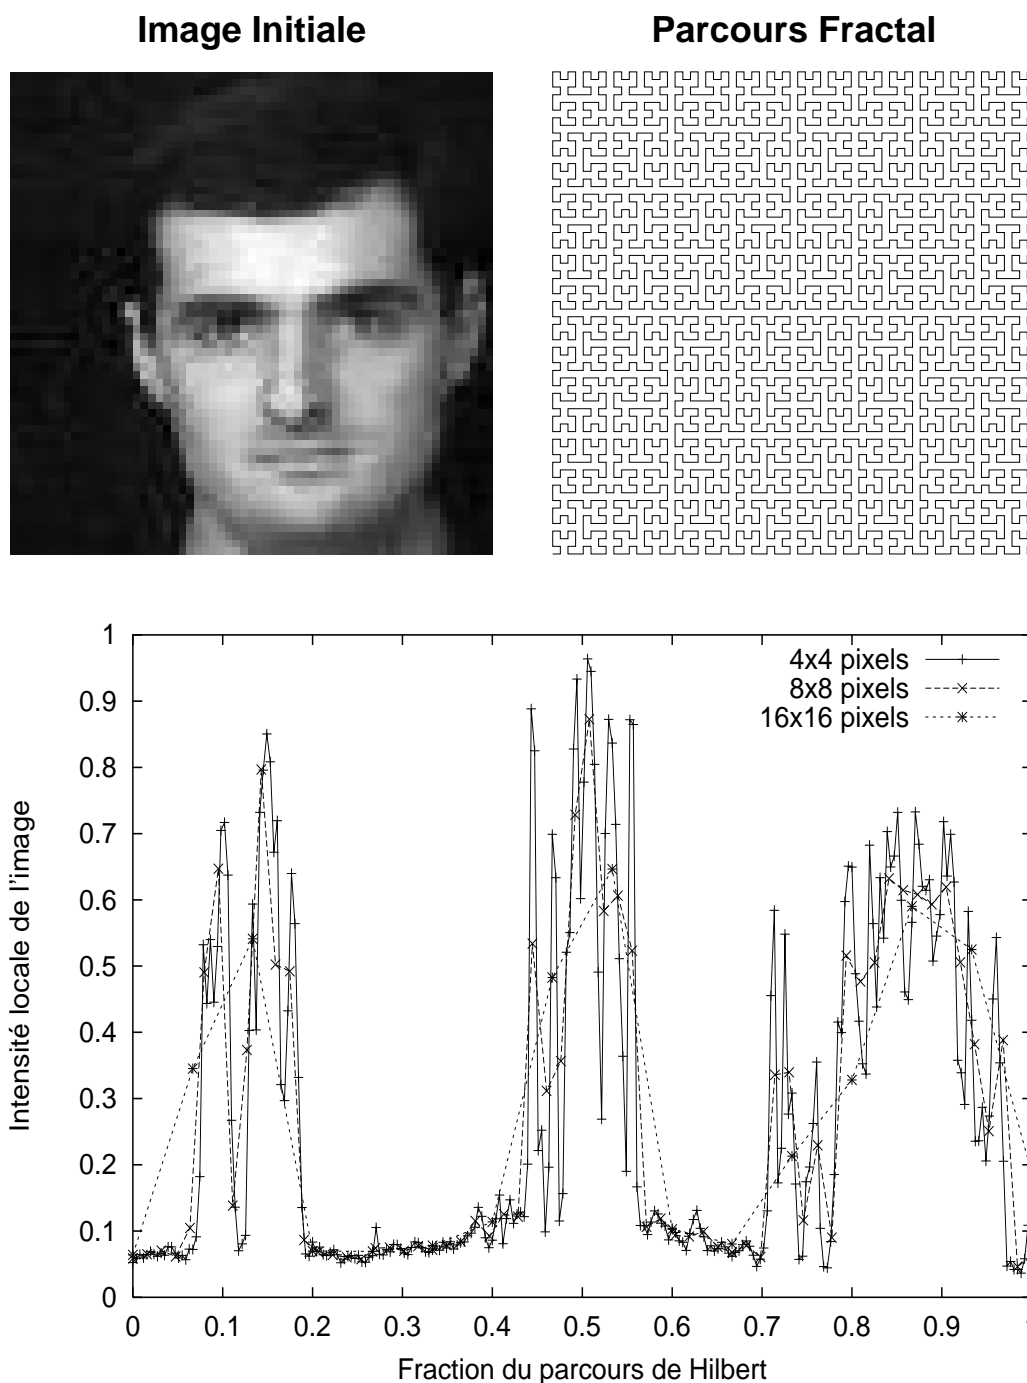 Image Initiale
Parcours Fractal
1
0.9
0.8
0.7
0.6
0.5
0.4
0.3
0.2
0.1
0
4x4 pixels
8x8 pixels
16x16 pixels
Intensité locale de l'image
0 0.1 0.2 0.3 0.4 0.5 0.6 0.7 0.8 0.9
Fraction du parcours de Hilbert